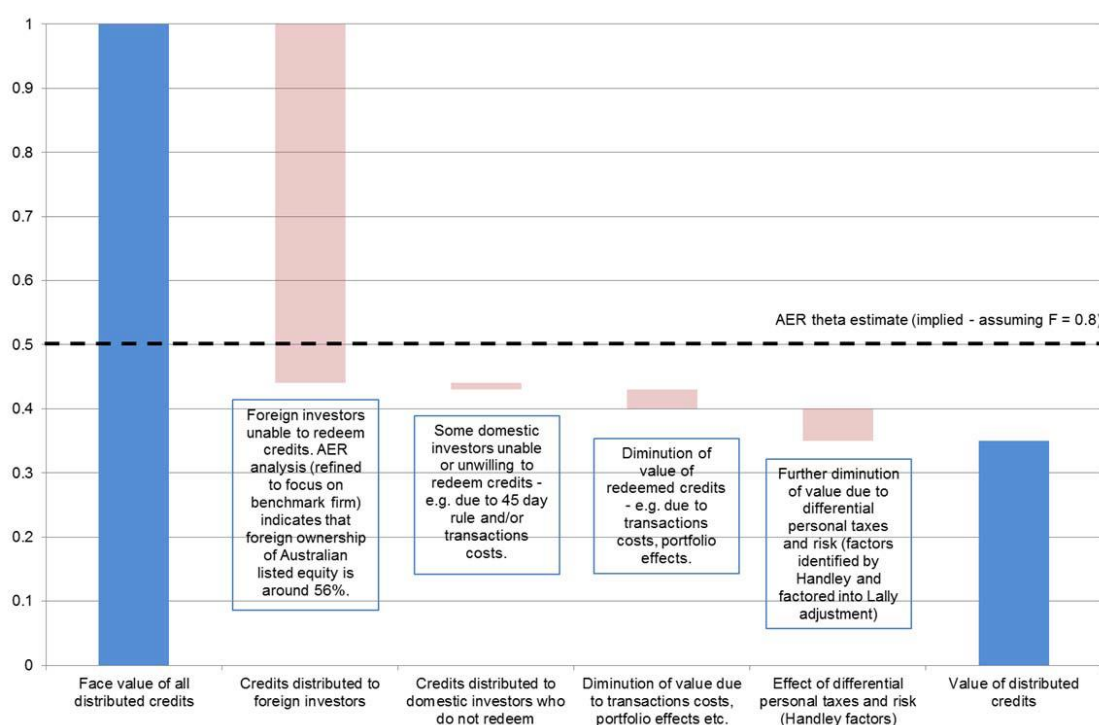 1
0.9
0.8
0.7
0.6
0.5
0.4
0.3
0.2
0.1
0
AER theta estimate (implied - assuming F = 0.8)
Foreign investors
unable to redeem
credits. AER
analysis (refined
to focus on
benchmark firm)
indicates that
foreign ownership
of Australian
listed equity is
around 56%.
Some domestic
investors unable
or unwilling to
redeem credits -
e.g. due to 45 day
rule and/or
transactions
costs.
Diminution of
value of
redeemed credits
- e.g. due to
transactions
costs, portfolio
effects.
Further diminution
of value due to
differential
personal taxes
and risk (factors
identified by
Handley and
factored into Lally
adjustment)
Face value of all
distributed credits
Credits distributed to
foreign investors
Credits distributed to
domestic investors who
do not redeem
Diminution of value due
to transactions costs,
portfolio effects etc.
Effect of differential
personal taxes and risk
(Handley factors)
Value of distributed
credits